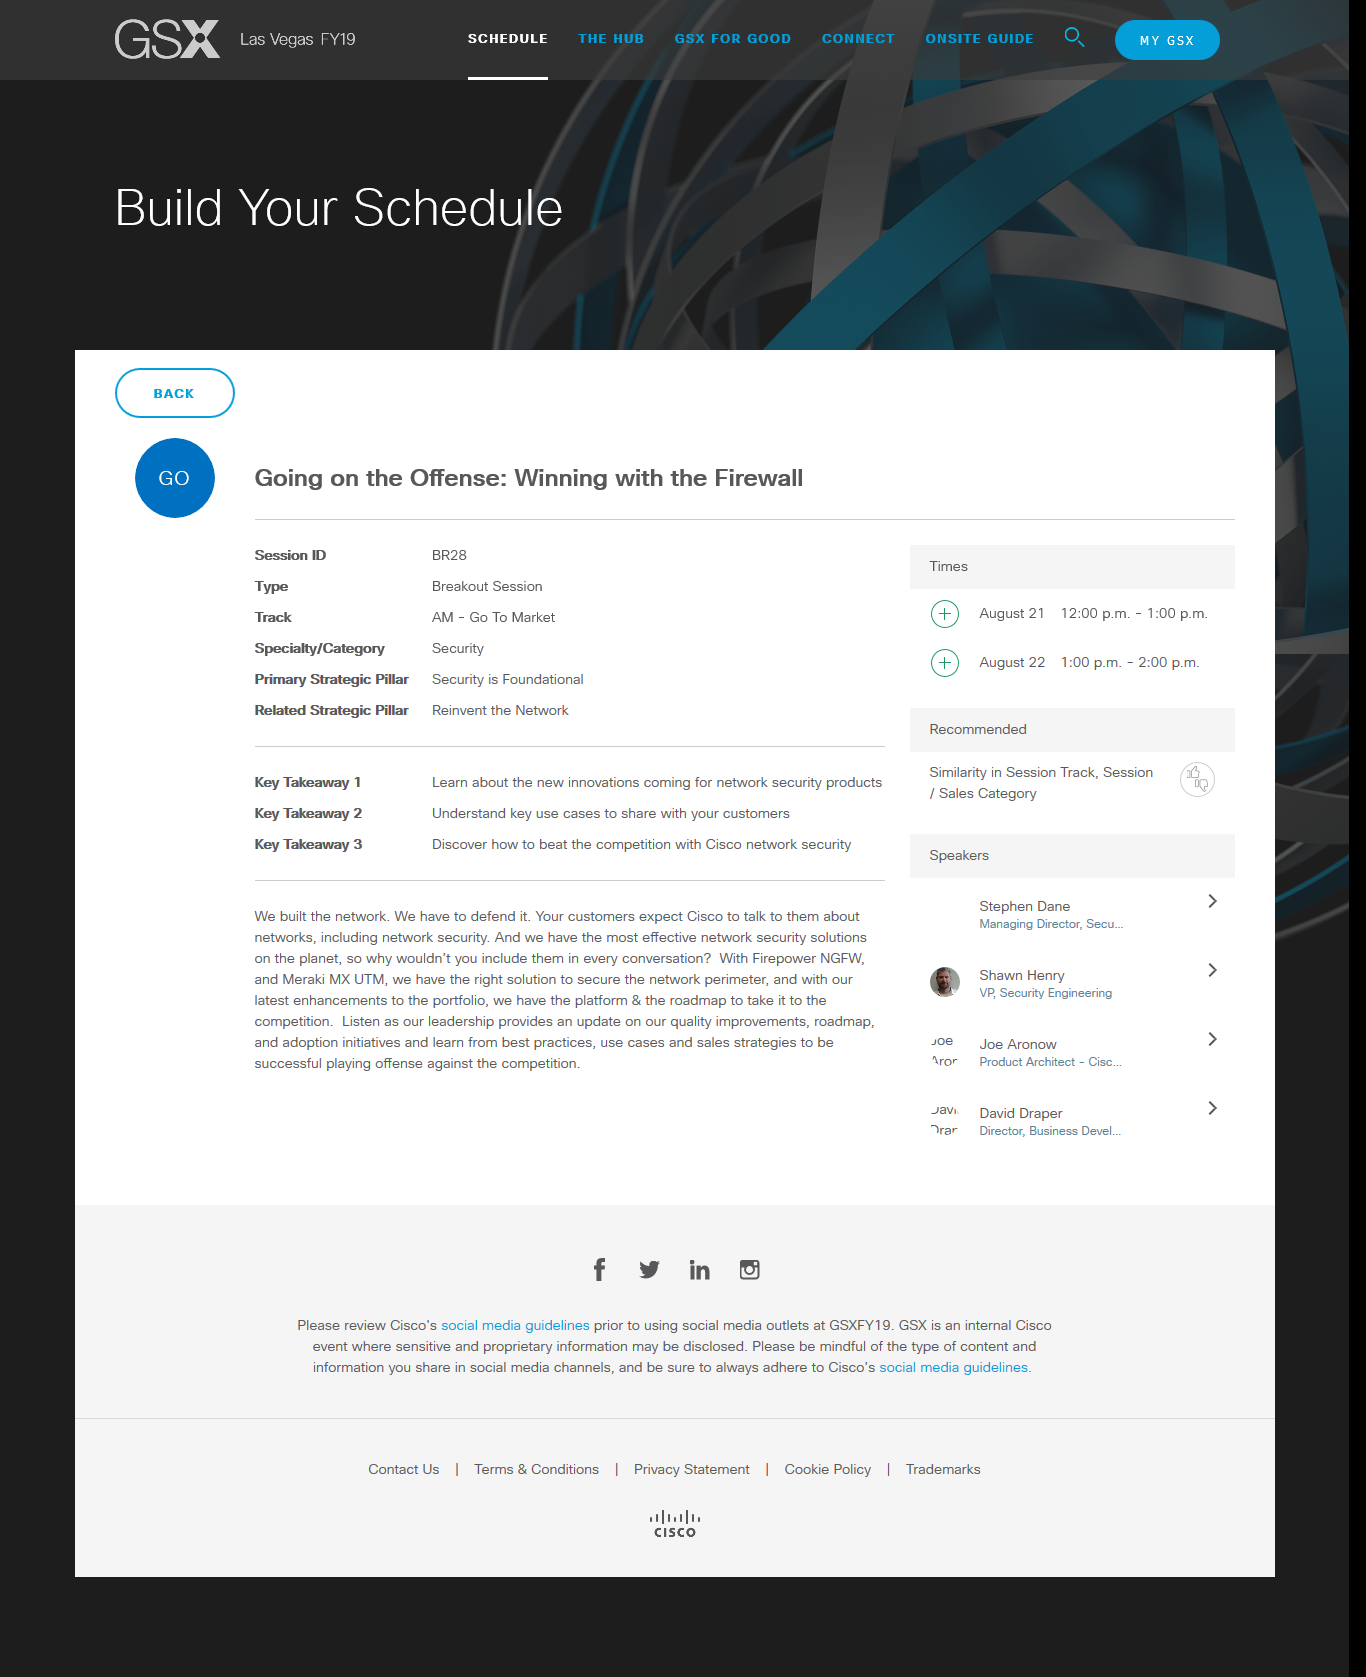 GSX Las Vegas FY19
SCHEDULE THE HUB GSX FOR GOOD CONNECT ONSITE GUIDE MY GSX
Build Your Schedule
BACK
GO
Going on the Offense: Winning with the Firewall
Session ID BR28
Type Breakout Session
Track AM - Go To Market
Specialty/Category Security
Primary Strategic Pillar Security is Foundational
Related Strategic Pillar Reinvent the Network
Key Takeaway 1 Learn about the new innovations coming for network security products
Key Takeaway 2 Understand key use cases to share with your customers
Key Takeaway 3 Discover how to beat the competition with Cisco network security
We built the network. We have to defend it. Your customers expect Cisco to talk to them about
networks, including network security. And we have the most effective network security solutions
on the planet, so why wouldn't you include them in every conversation? With Firepower NGFW,
and Meraki MX UTM, we have the right solution to secure the network perimeter, and with our
latest enhancements to the portfolio, we have the platform & the roadmap to take it to the
competition. Listen as our leadership provides an update on our quality improvements, roadmap,
and adoption initiatives and learn from best practices, use cases and sales strategies to be
successful playing offense against the competition.
Times
August 21 12:00 p.m. - 1:00 p.m.
August 22 1:00 p.m. - 2:00 p.m.
Recommended
Similarity in Session Track, Session
/ Sales Category
Speakers
Stephen Dane
Managing Director, Secu...
Shawn Henry
VP, Security Engineering
Joe Aronow
Product Architect - Cisc...
David Draper
Director, Business Devel...
Please review Cisco's social media guidelines prior to using social media outlets at GSXFY19. GSX is an internal Cisco
event where sensitive and proprietary information may be disclosed. Please be mindful of the type of content and
information you share in social media channels, and be sure to always adhere to Cisco's social media guidelines.
Contact Us | Terms & Conditions | Privacy Statement | Cookie Policy | Trademarks
CISCO